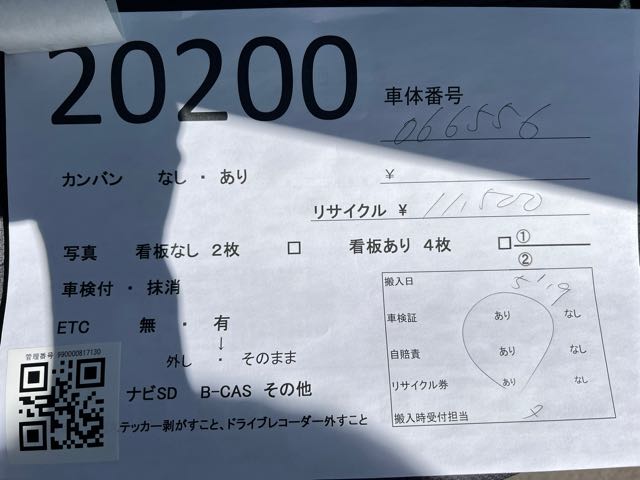 20200
車体番号
066556
カンバン なし ・ あり
¥
リサイクル ¥ 11,500
写真 看板なし 2枚 □ 看板あり 4枚 □①
②
車検付 ・ 抹消
搬入日 5/19
車検証 あり なし
ETC 無 ・ 有
↓
外し ・ そのまま
自賠責 あり なし
管理番号 990000817130
ナビSD B-CAS その他
リサイクル券 あり なし
テッカー剥がすこと、ドライブレコーダー外すこと
搬入時受付担当